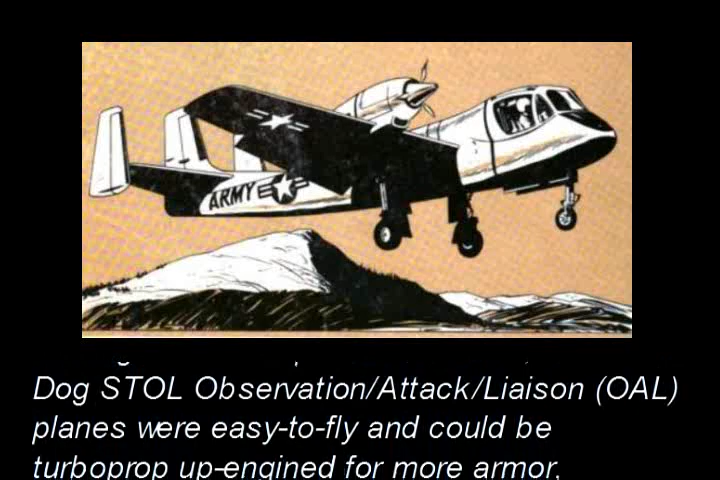 ARMY
Dog STOL Observation/Attack/Liaison (OAL)
planes were easy-to-fly and could be
turboprop up-engined for more armor,